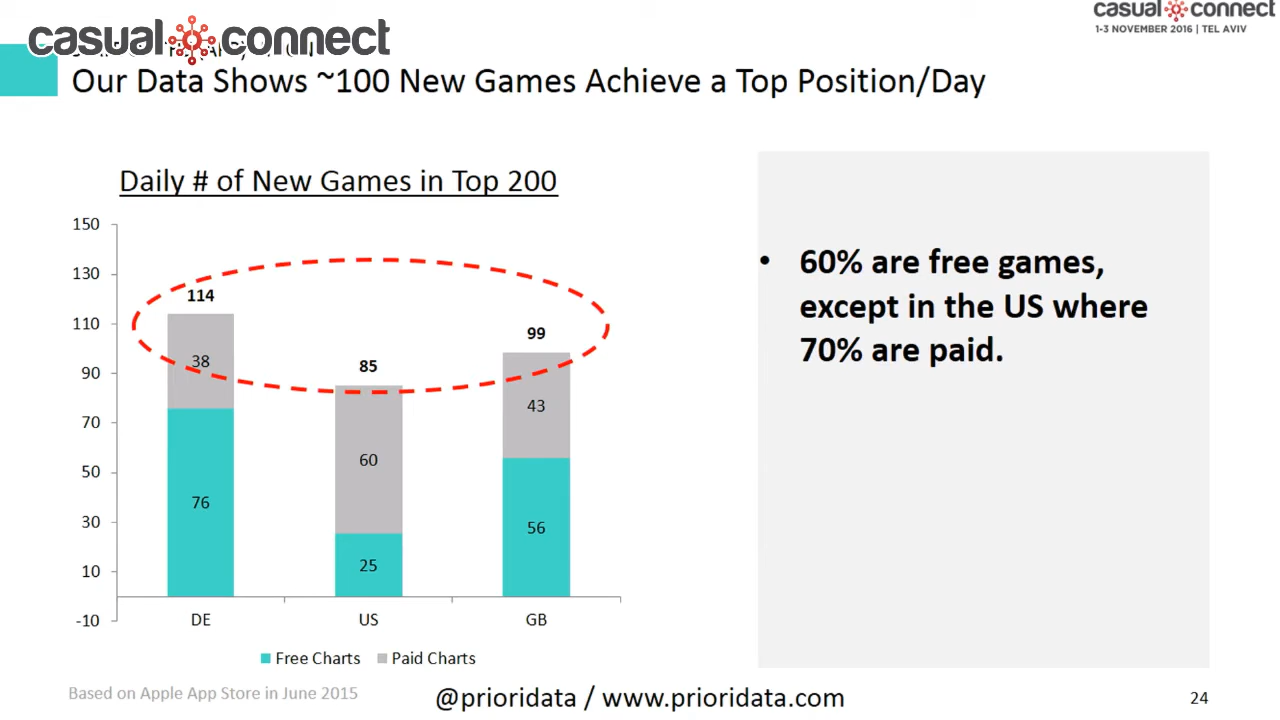 casual connect
casual connect
1-3 NOVEMBER 2016 | TEL AVIV
Our Data Shows ~100 New Games Achieve a Top Position/Day
Daily # of New Games in Top 200
150
130
110
90
70
50
30
10
-10
114
38
76
85
60
25
99
43
56
DE
US
GB
Free Charts
Paid Charts
• 60% are free games,
except in the US where
70% are paid.
Based on Apple App Store in June 2015
@prioridata / www.prioridata.com
24